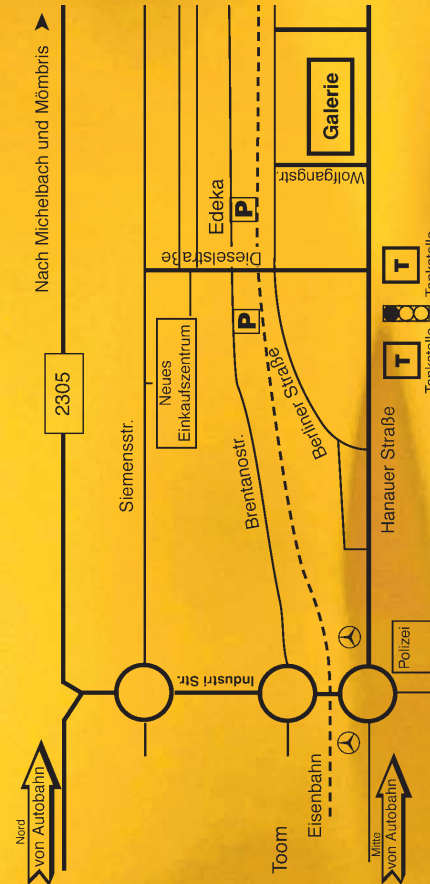 Nach Michelbach und Mömbris
2305
Nord
von Autobahn
Siemensstr.
Neues
Einkaufszentrum
Edeka
P
P
Dieselstraße
Brentanostr.
Berliner Straße
Wolfgangstr.
Galerie
Industri Str.
Toom
Eisenbahn
Hanauer Straße
T
Tankstelle
T
Tankstelle
Polizei
Mitte
von Autobahn